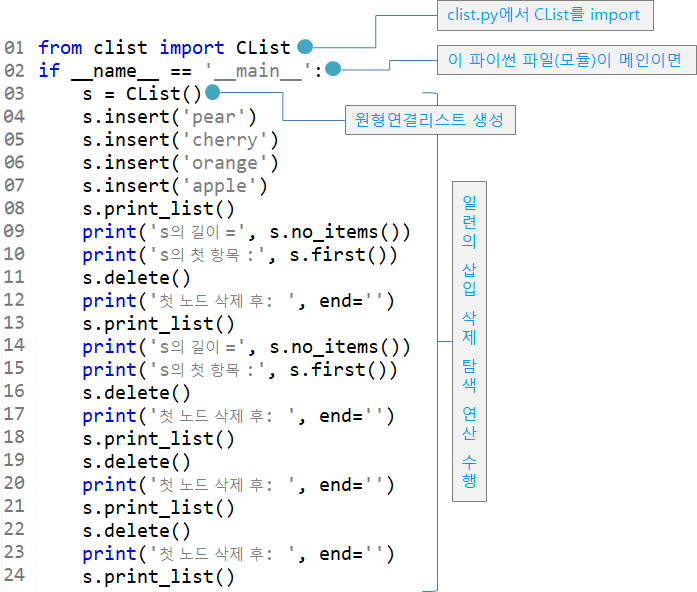 clist.py에서 CList를 import
01 from clist import CList
이 파이썬 파일(모듈)이 메인이면
02 if __name__ == '__main__':
03     s = CList()
원형연결리스트 생성
04     s.insert('pear')
05     s.insert('cherry')
06     s.insert('orange')
07     s.insert('apple')
08     s.print_list()
09     print('s의 길이 =', s.no_items())
10     print('s의 첫 항목 :', s.first())
11     s.delete()
12     print('첫 노드 삭제 후: ', end='')
13     s.print_list()
14     print('s의 길이 =', s.no_items())
15     print('s의 첫 항목 :', s.first())
16     s.delete()
17     print('첫 노드 삭제 후: ', end='')
18     s.print_list()
19     s.delete()
20     print('첫 노드 삭제 후: ', end='')
21     s.print_list()
22     s.delete()
23     print('첫 노드 삭제 후: ', end='')
24     s.print_list()
일련의 삽입 삭제 탐색 연산 수행